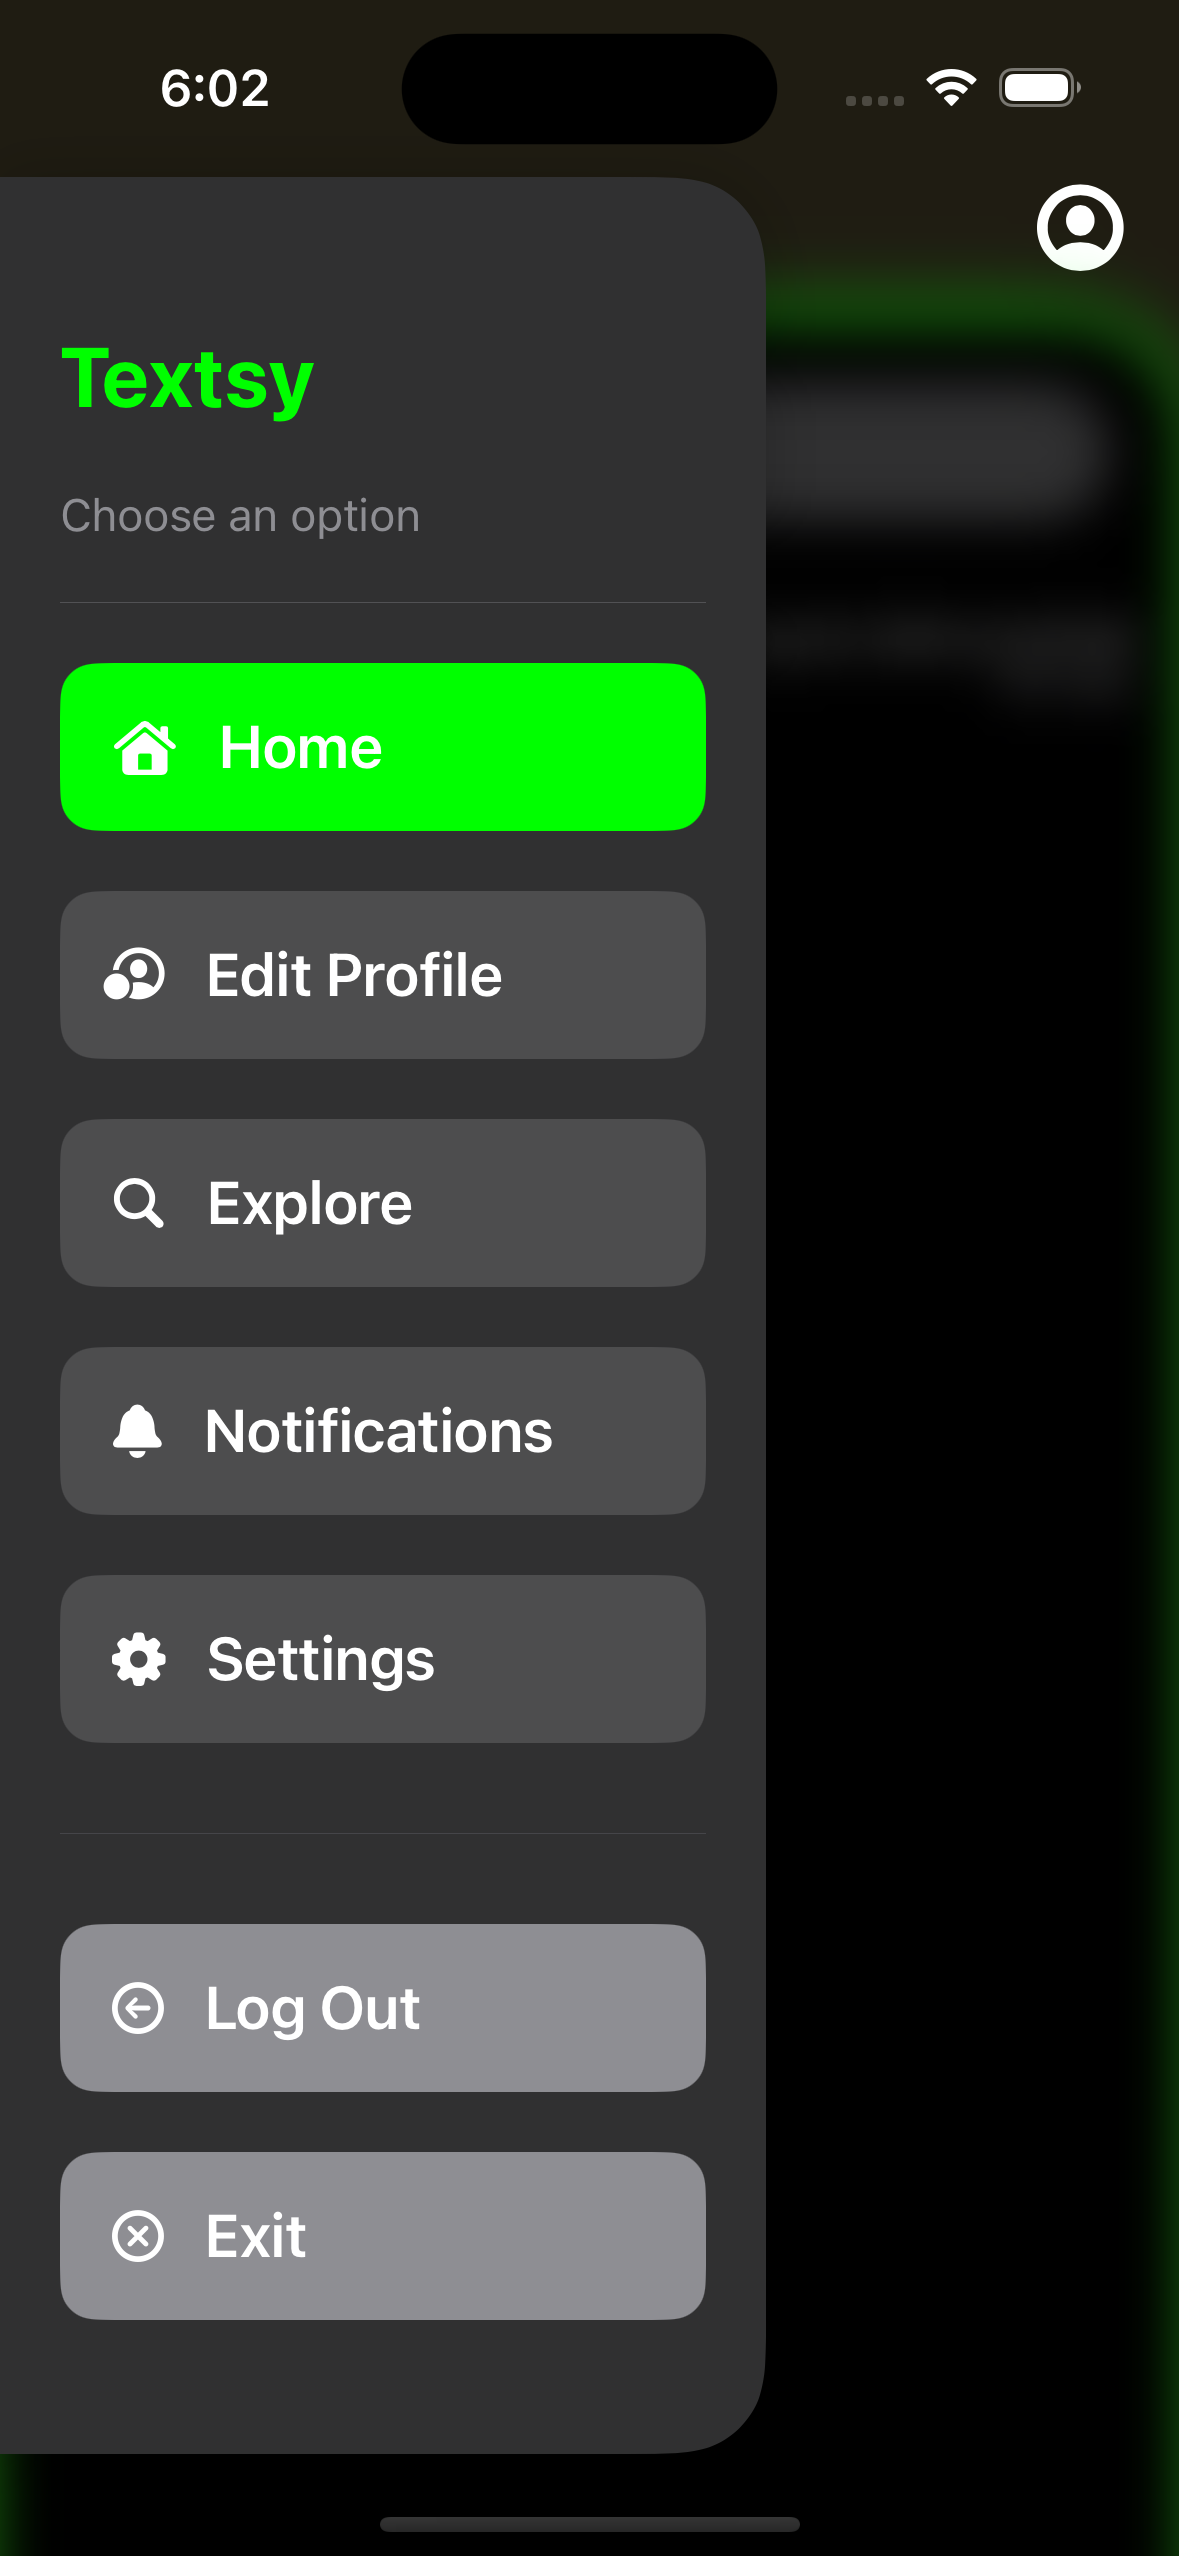 6:02
Textsy
Choose an option
Home
Edit Profile
Explore
Notifications
Settings
Log Out
Exit